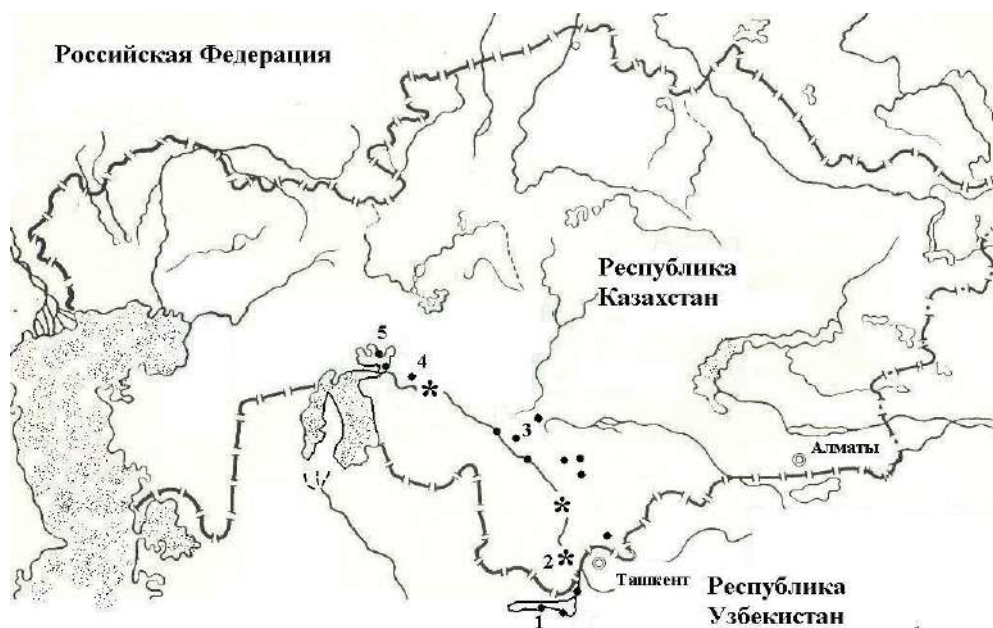 Российская Федерация
Республика
Казахстан
5
4
3
Алматы
2
Ташкент
Республика
Узбекистан
1